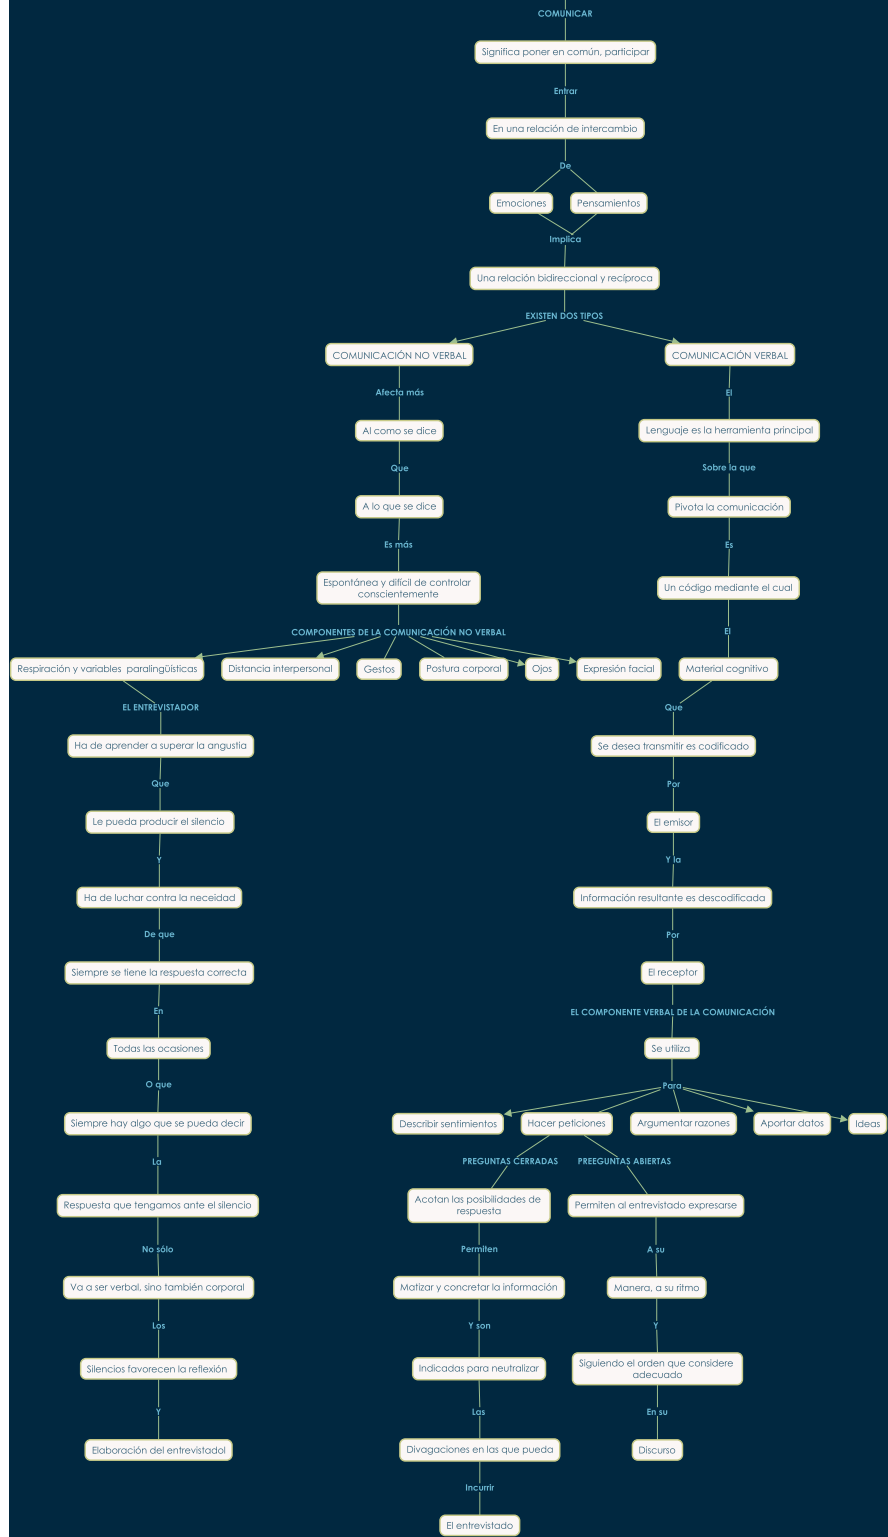 COMUNICAR
Significa poner en común, participar
Entrar
En una relación de intercambio
De
Emociones
Pensamientos
Implica
Una relación bidireccional y recíproca
EXISTEN DOS TIPOS
COMUNICACIÓN NO VERBAL
Afecta más
Al como se dice
Que
A lo que se dice
Es más
Espontánea y difícil de controlar
conscientemente
COMPONENTES DE LA COMUNICACIÓN NO VERBAL
Respiración y variables paralingüísticas
Distancia interpersonal
Gestos
Postura corporal
Ojos
Expresión facial
EL ENTREVISTADOR
Ha de aprender a superar la angustia
Que
Le pueda producir el silencio
Y
Ha de luchar contra la neceidad
De que
Siempre se tiene la respuesta correcta
En
Todas las ocasiones
O que
Siempre hay algo que se pueda decir
La
Respuesta que tengamos ante el silencio
No sólo
Va a ser verbal, sino también corporal
Los
Silencios favorecen la reflexión
Y
Elaboración del entrevistadol
COMUNICACIÓN VERBAL
El
Lenguaje es la herramienta principal
Sobre la que
Pivota la comunicación
Es
Un código mediante el cual
El
Material cognitivo
Que
Se desea transmitir es codificado
Por
El emisor
Y la
Información resultante es descodificada
Por
El receptor
EL COMPONENTE VERBAL DE LA COMUNICACIÓN
Se utiliza
Para
Describir sentimientos
Hacer peticiones
Argumentar razones
Aportar datos
Ideas
PREGUNTAS CERRADAS
Acotan las posibilidades de
respuesta
Permiten
Matizar y concretar la información
Y son
Indicadas para neutralizar
Las
Divagaciones en las que pueda
Incurrir
El entrevistado
PREEGUNTAS ABIERTAS
Permiten al entrevistado expresarse
A su
Manera, a su ritmo
Y
Siguiendo el orden que considere
adecuado
En su
Discurso